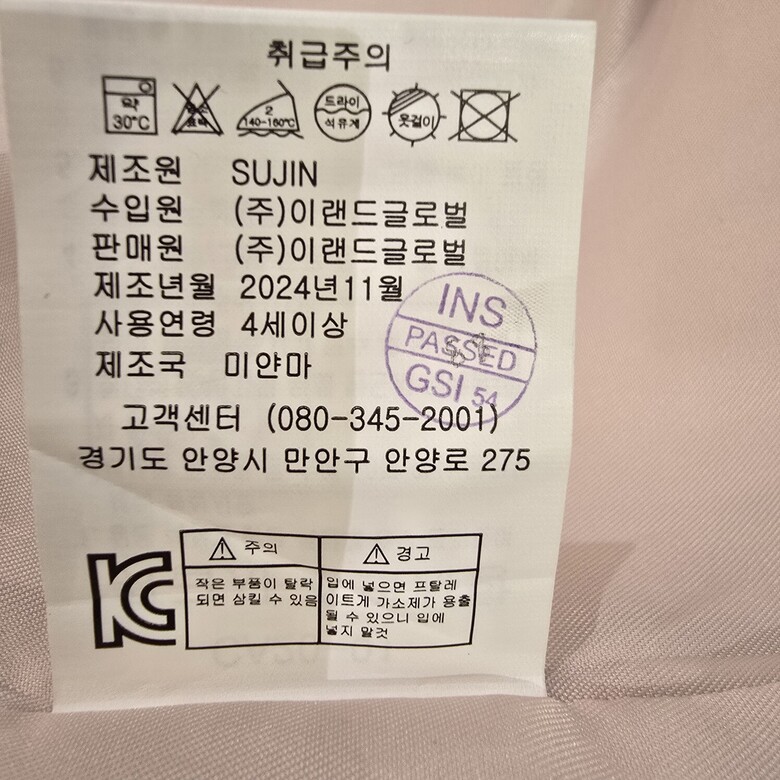 취급주의
약 30°C
염소 표백
2 140-160°C
드라이 석유계
옷걸이
제조원 SUJIN
수입원 (주)이랜드글로벌
판매원 (주)이랜드글로벌
제조년월 2024년11월
사용연령 4세이상
제조국 미얀마
INS
PASSED
GSI 54
고객센터 (080-345-2001)
경기도 안양시 만안구 안양로 275
KC
주의
작은 부품이 탈락
되면 삼킬 수 있음
경고
입에 넣으면 프탈레
이트게 가소제가 용출
될 수 있으니 입에
넣지 말것